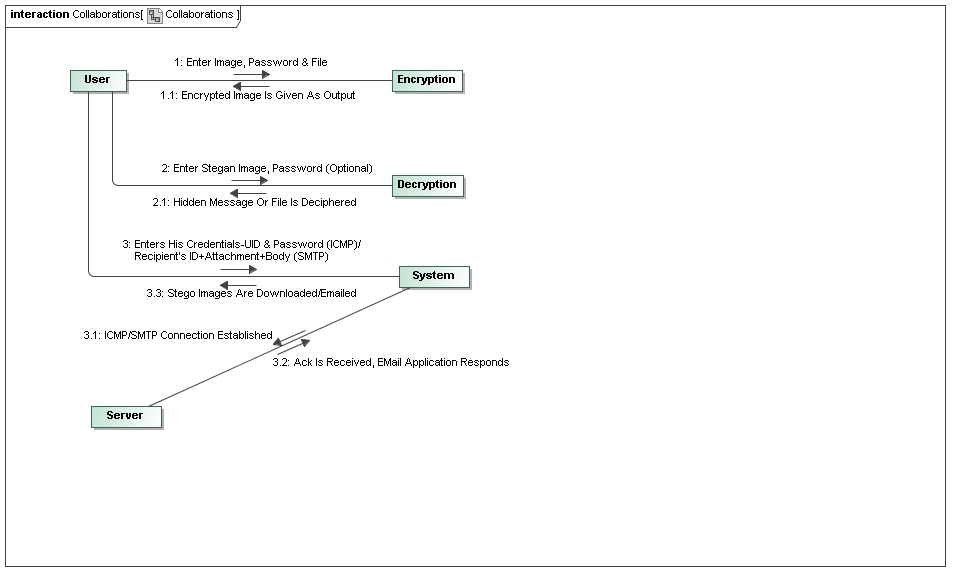 interaction Collaborations[ Collaborations ]
1: Enter Image, Password & File
User
Encryption
1.1: Encrypted Image Is Given As Output
2: Enter Stegan Image, Password (Optional)
Decryption
2.1: Hidden Message Or File Is Deciphered
3: Enters His Credentials-UID & Password (ICMP)/
Recipient's ID+Attachment+Body (SMTP)
System
3.3: Stego Images Are Downloaded/Emailed
3.1: ICMP/SMTP Connection Established
3.2: Ack Is Received, EMail Application Responds
Server